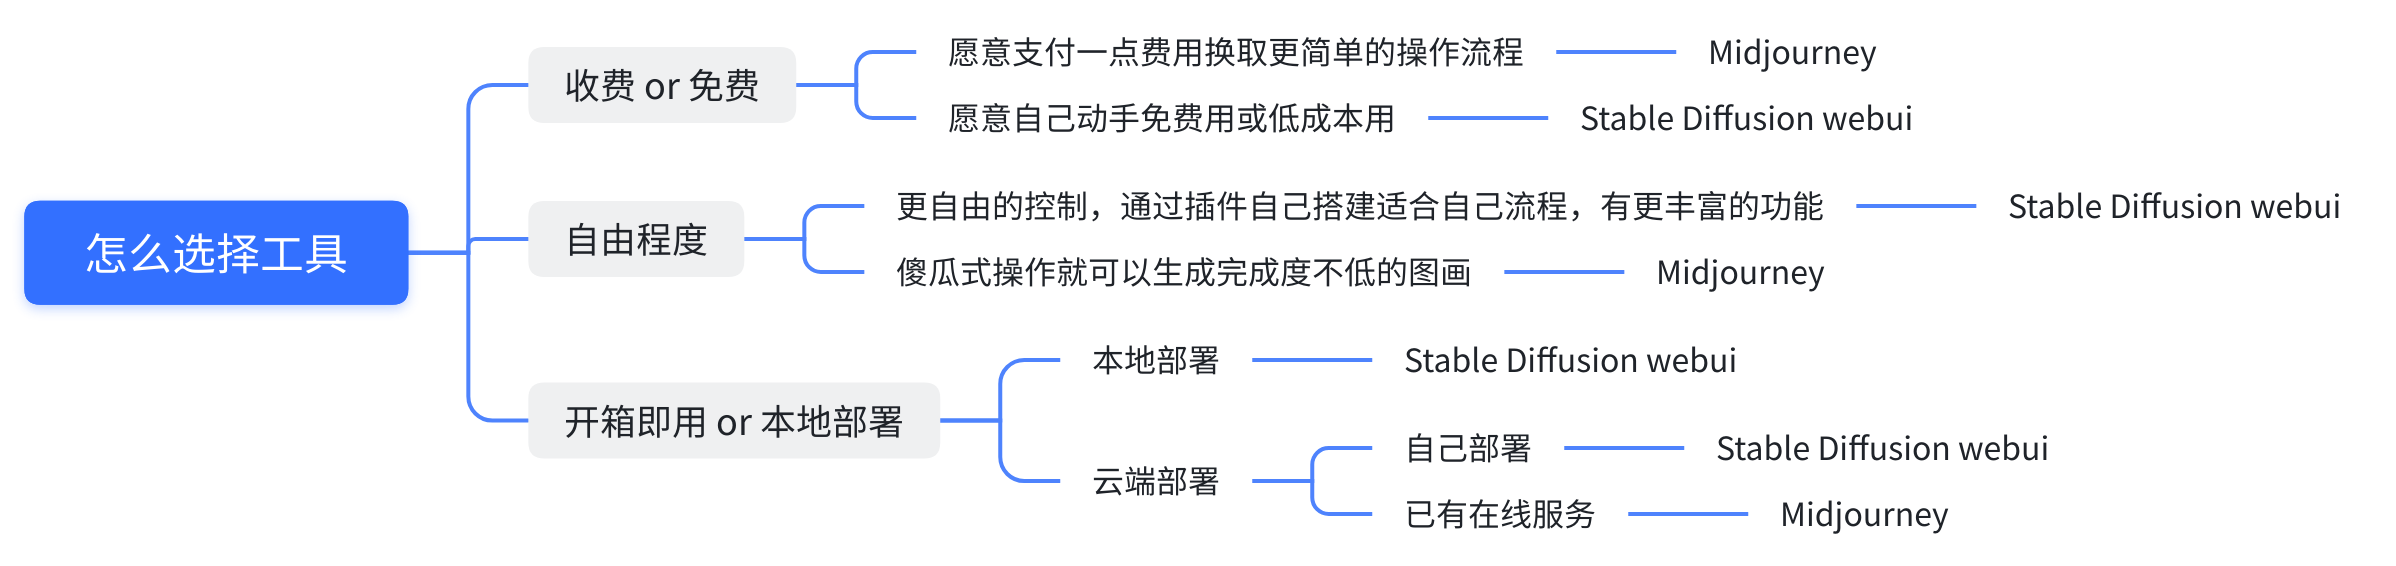 怎么选择工具
收费 or 免费
愿意支付一点费用换取更简单的操作流程
Midjourney
愿意自己动手免费用或低成本用
Stable Diffusion webui
自由程度
更自由的控制，通过插件自己搭建适合自己流程，有更丰富的功能
Stable Diffusion webui
傻瓜式操作就可以生成完成度不低的图画
Midjourney
开箱即用 or 本地部署
本地部署
Stable Diffusion webui
云端部署
自己部署
Stable Diffusion webui
已有在线服务
Midjourney